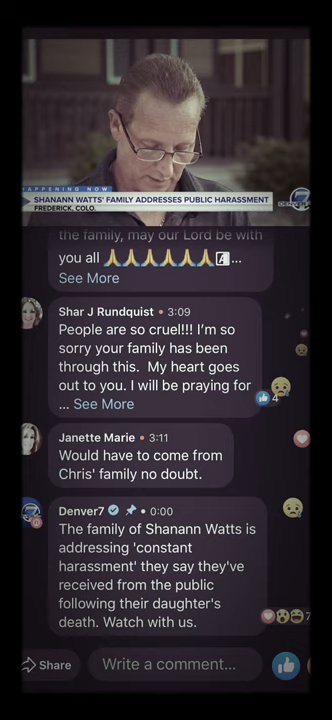 HAPPENING NOW
SHANANN WATTS' FAMILY ADDRESSES PUBLIC HARASSMENT
FREDERICK, COLO.
7
DENVER
the family, may our Lord be with
you all 🙏🙏🙏🙏🙏🙏🙏...
See More
Shar J Rundquist • 3:09
People are so cruel!!! I'm so
sorry your family has been
through this. My heart goes
out to you. I will be praying for
... See More
4
Janette Marie • 3:11
Would have to come from
Chris' family no doubt.
Denver7 • 0:00
The family of Shanann Watts is
addressing 'constant
harassment' they say they've
received from the public
following their daughter's
death. Watch with us.
7
Share
Write a comment...